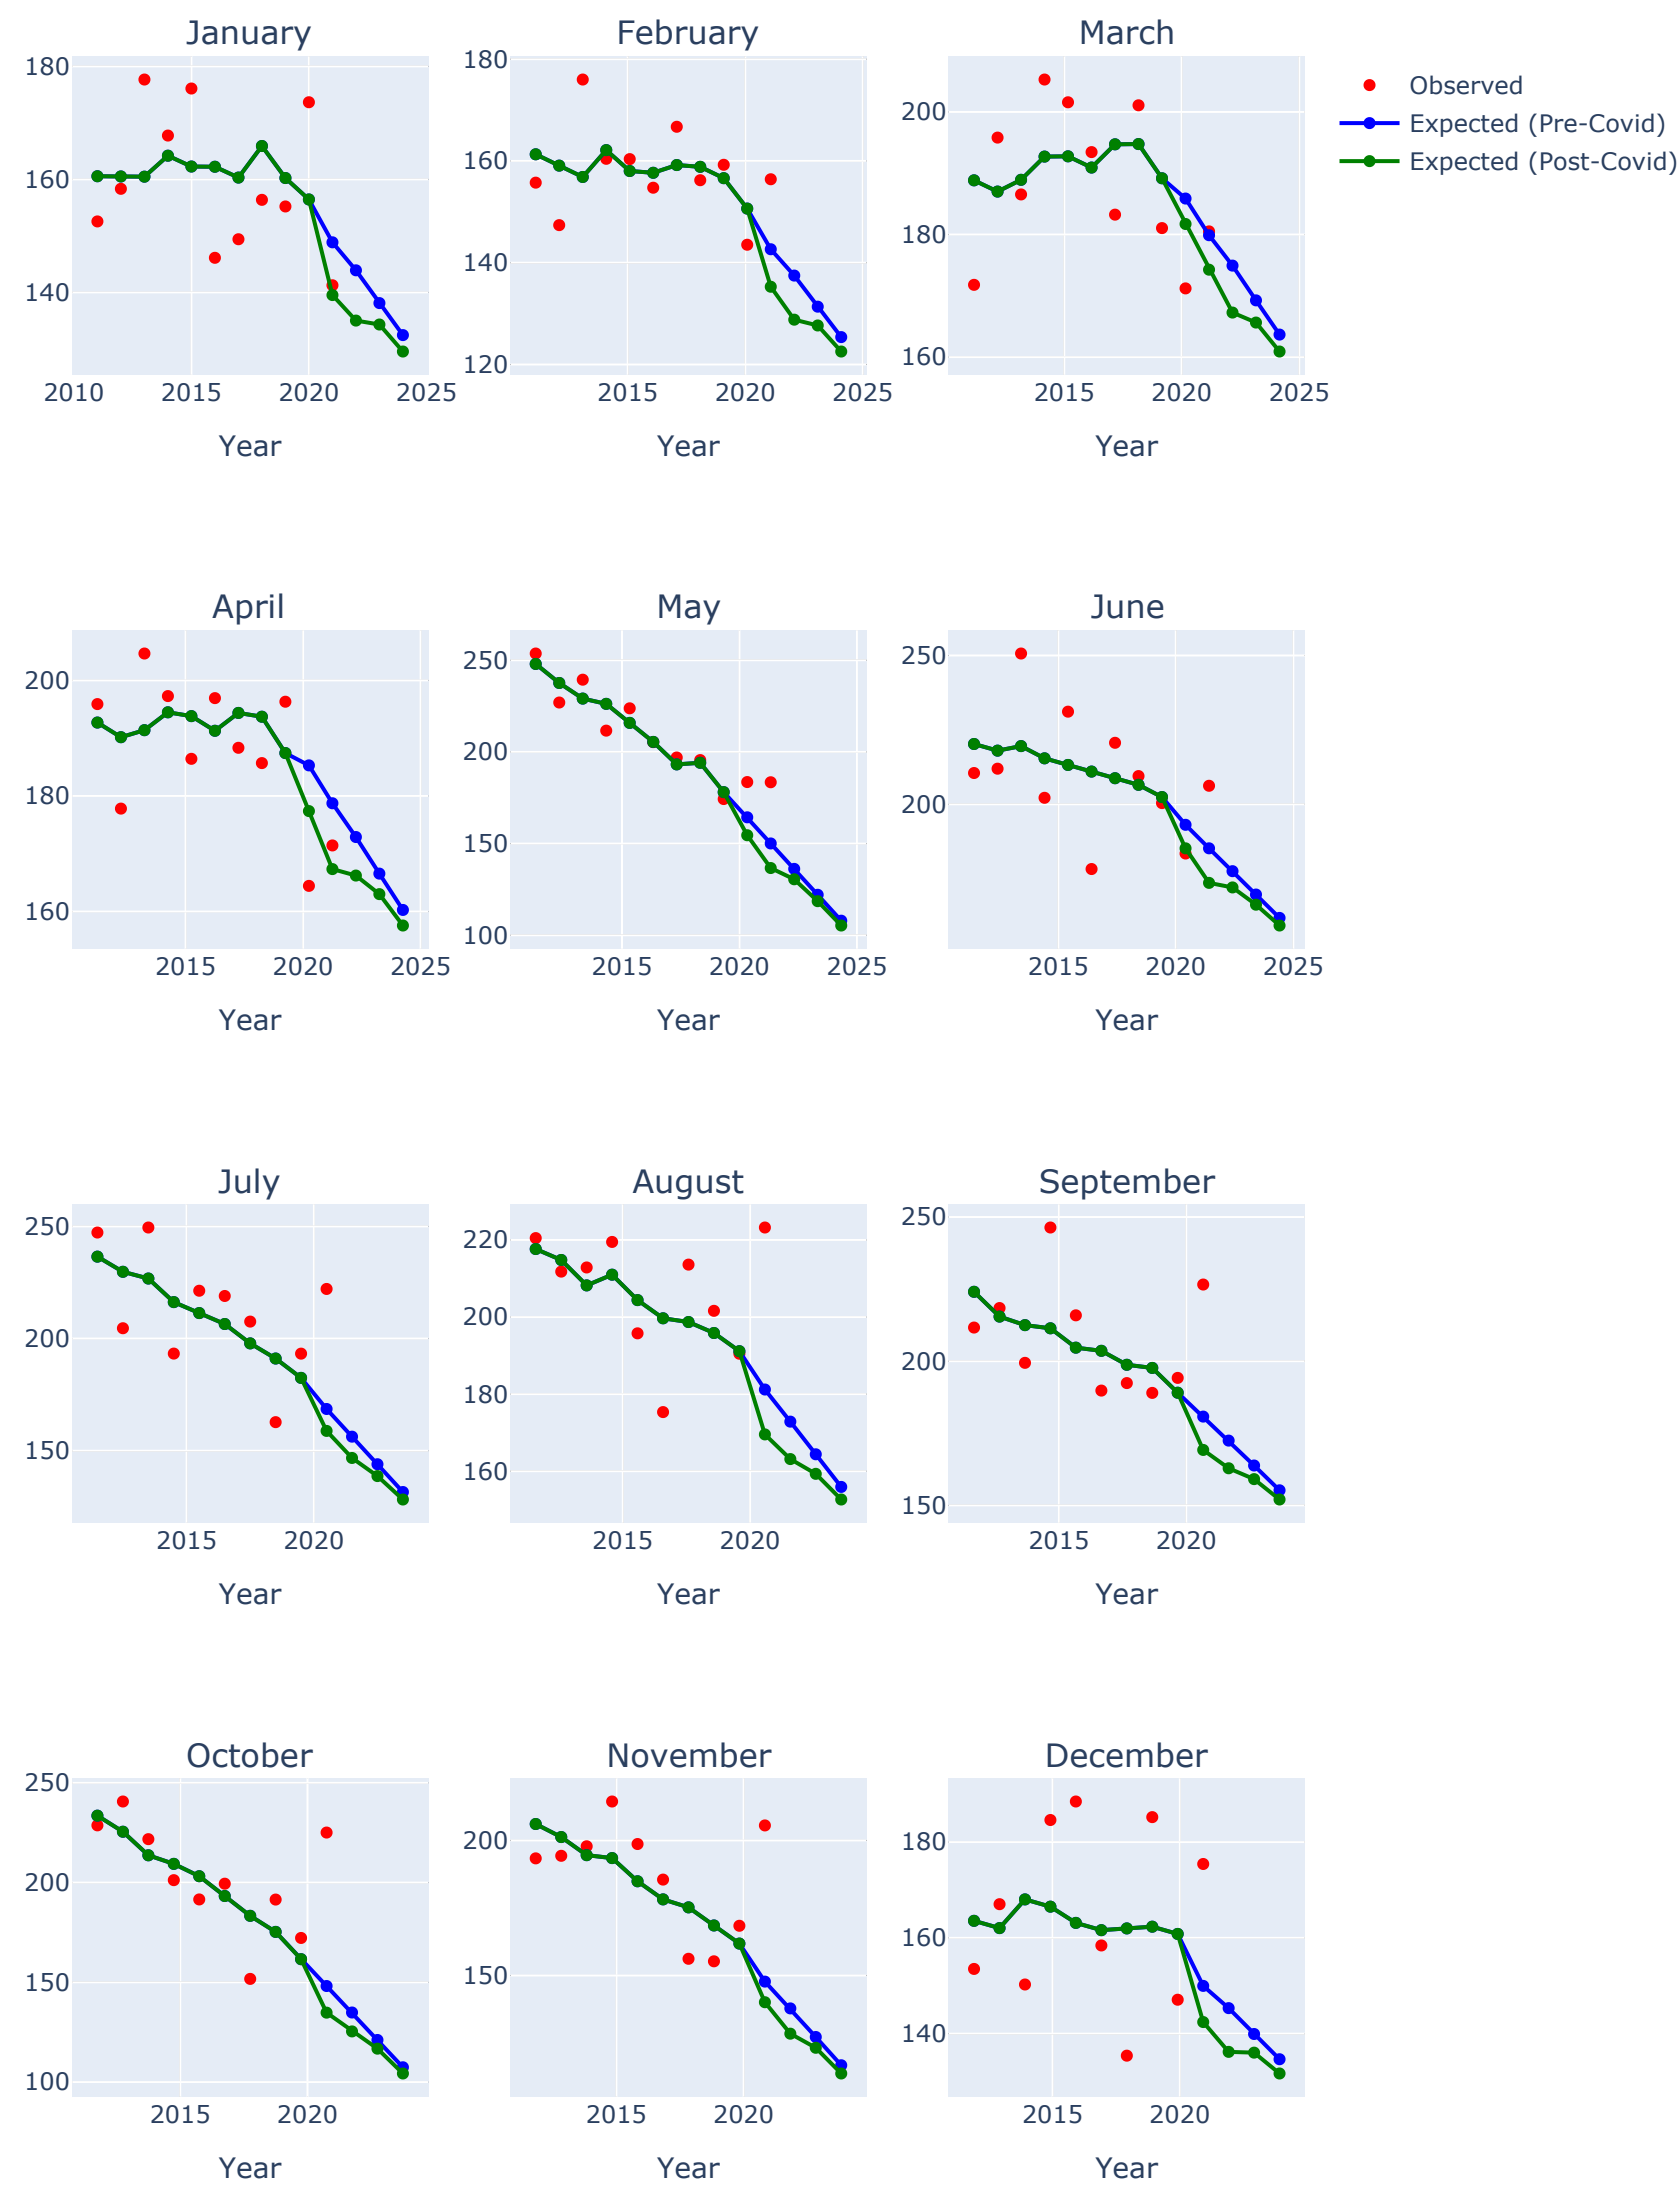 January February March
180
160
140
2010 2015 2020 2025
Year
180
160
140
120
2015 2020 2025
Year
200
180
160
2015 2020 2025
Year
Observed
Expected (Pre-Covid)
Expected (Post-Covid)
April May June
200
180
160
2015 2020 2025
Year
250
200
150
100
2015 2020 2025
Year
250
200
2015 2020 2025
Year
July August September
250
200
150
2015 2020
Year
220
200
180
160
2015 2020
Year
250
200
150
2015 2020
Year
October November December
250
200
150
100
2015 2020
Year
200
150
2015 2020
Year
180
160
140
2015 2020
Year